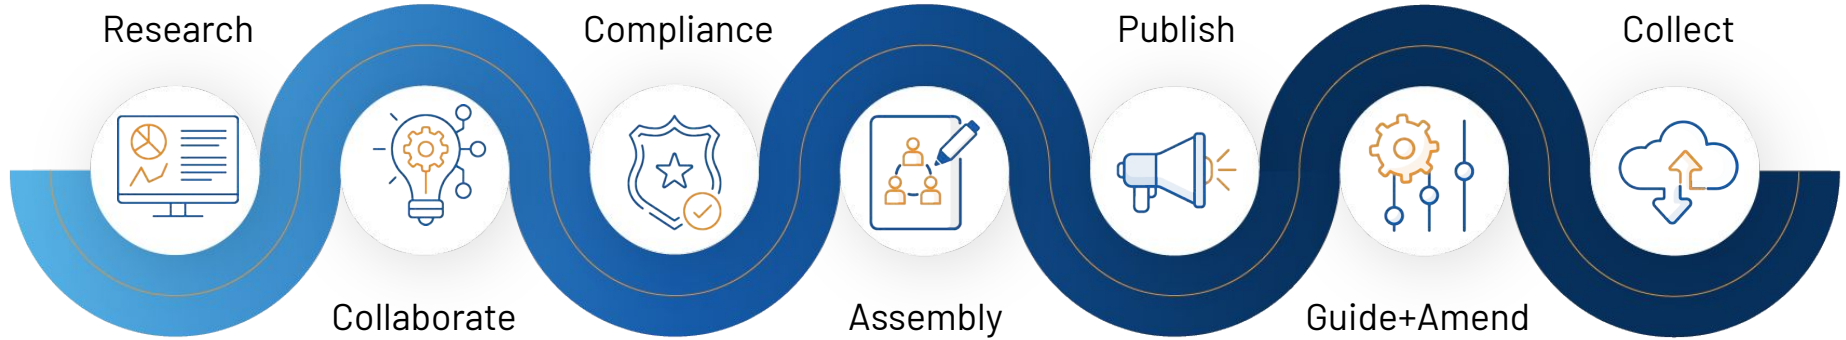 Research
Collaborate
Compliance
Assembly
Publish
Guide+Amend
Collect